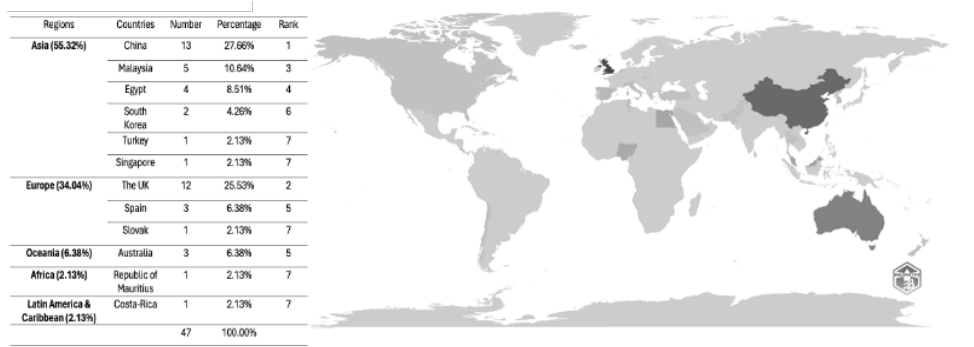 Regions Countries Number Percentage Rank
Asia (55.32%) China 13 27.66% 1
Malaysia 5 10.64% 3
Egypt 4 8.51% 4
South
Korea 2 4.26% 6
Turkey 1 2.13% 7
Singapore 1 2.13% 7
Europe (34.04%) The UK 12 25.53% 2
Spain 3 6.38% 5
Slovak 1 2.13% 7
Oceania (6.38%) Australia 3 6.38% 5
Africa (2.13%) Republic of
Mauritius 1 2.13% 7
Latin America &
Caribbean (2.13%) Costa-Rica 1 2.13% 7
47 100.00%